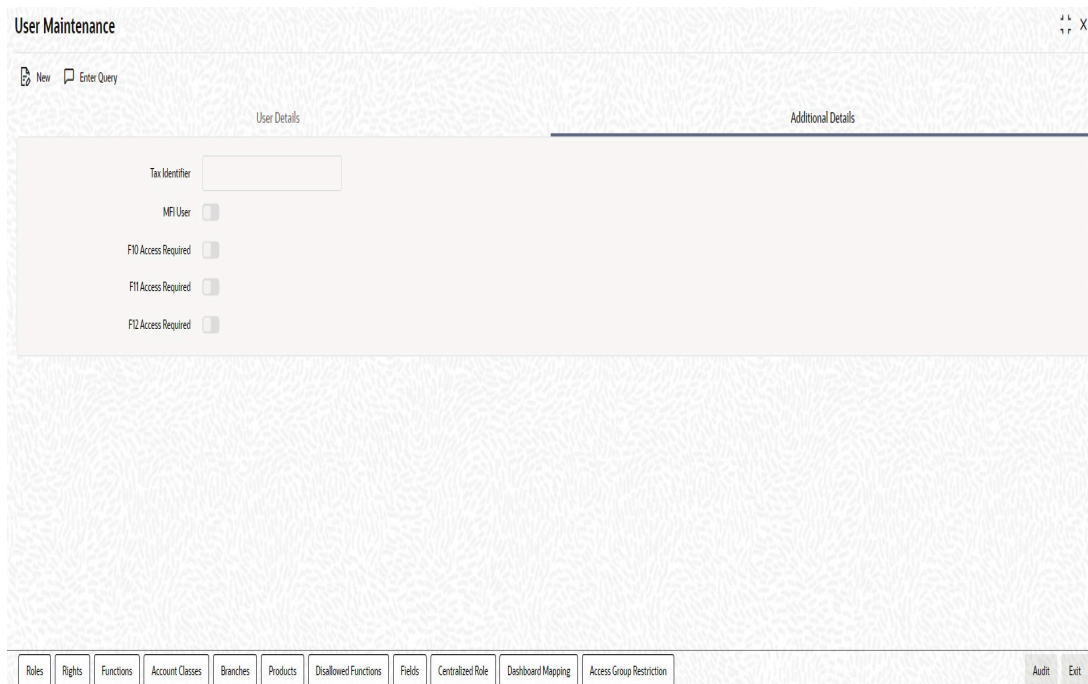 User Maintenance
X
New Enter Query
User Details Additional Details
Tax Identifier
MFI User
F10 Access Required
F11 Access Required
F12 Access Required
Roles Rights Functions Account Classes Branches Products Disallowed Functions Fields Centralized Role Dashboard Mapping Access Group Restriction Audit Exit